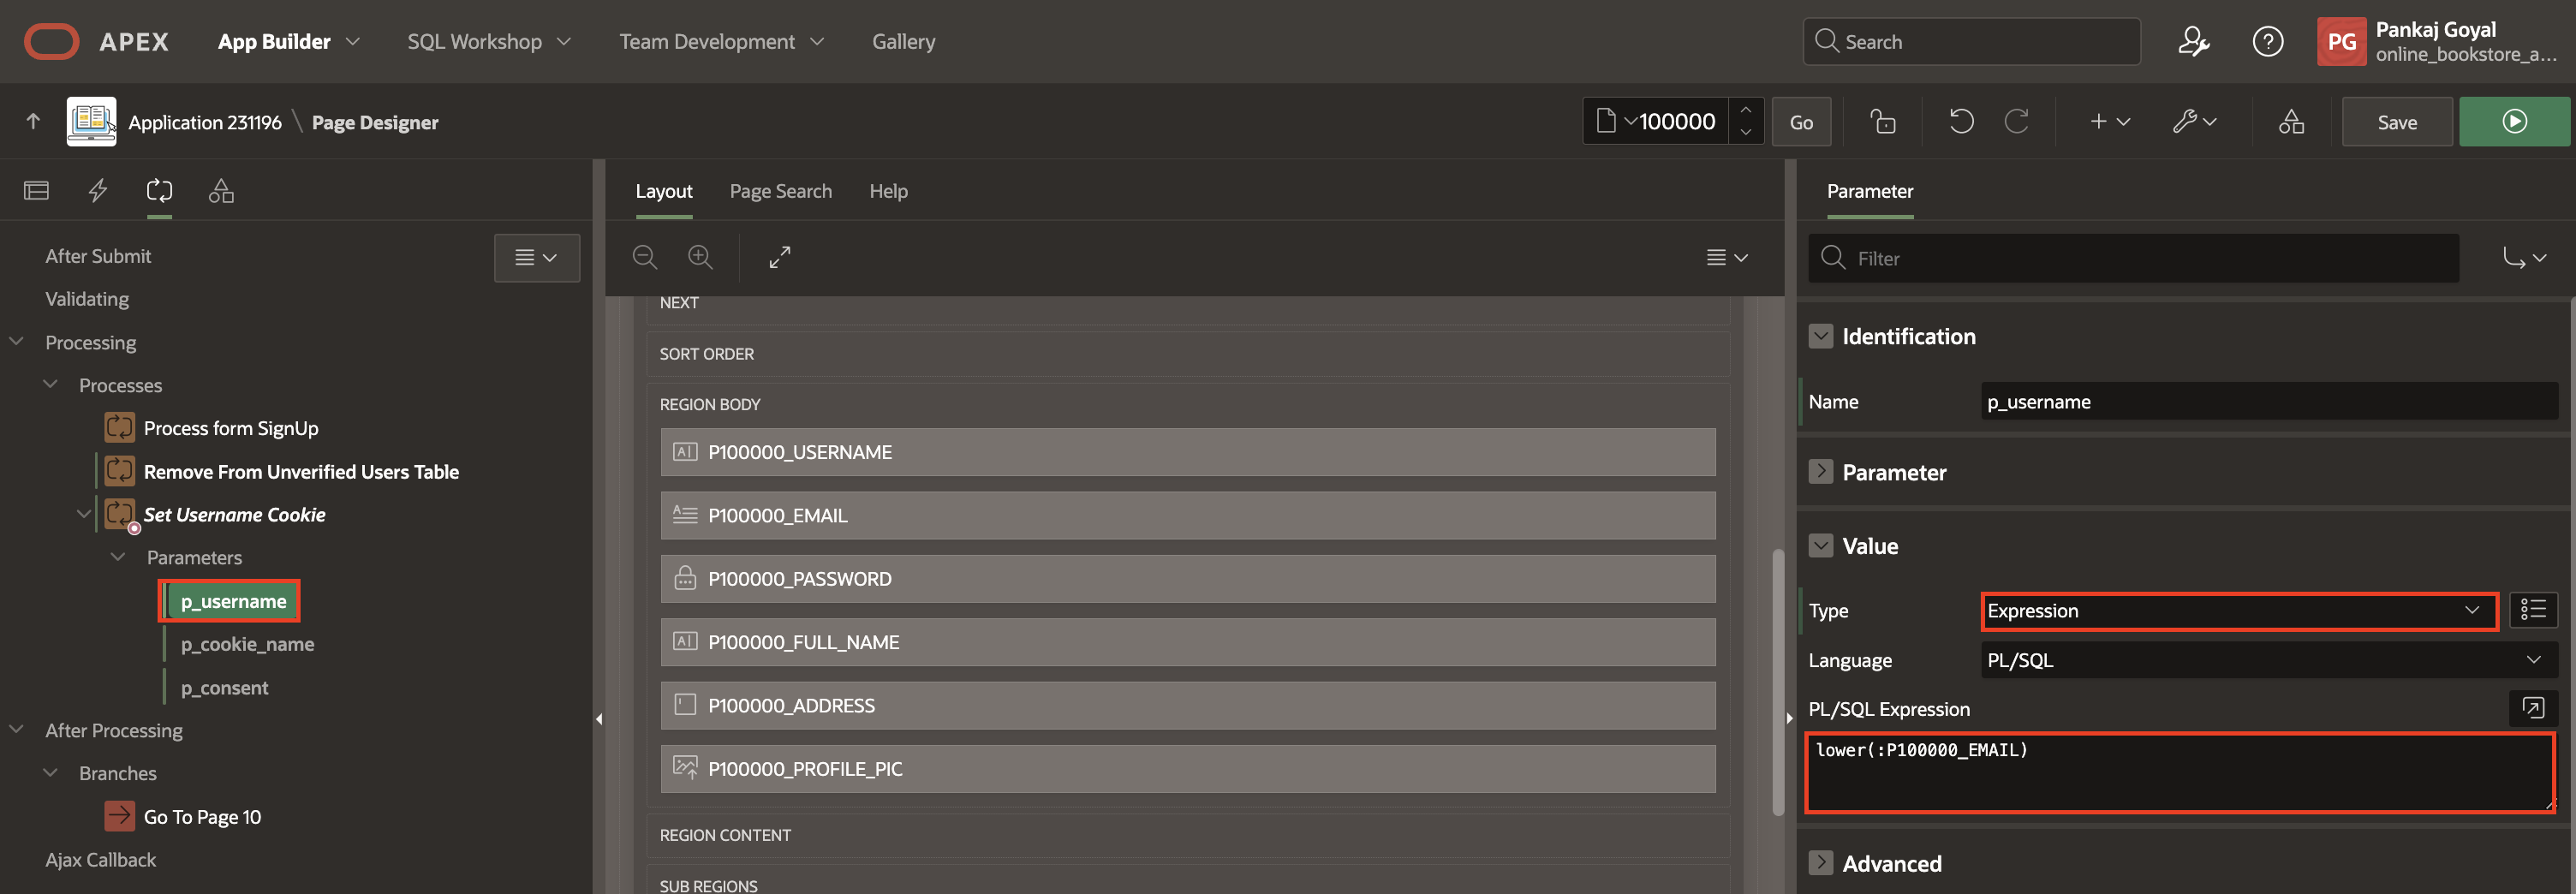 APEX App Builder SQL Workshop Team Development Gallery Search PG Pankaj Goyal
online_bookstore_a...
Application 231196 \ Page Designer 100000 Go Save
Layout Page Search Help Parameter
After Submit
Filter
Validating
Processing
Processes
Process form SignUp
Remove From Unverified Users Table
Set Username Cookie
Parameters
p_username
p_cookie_name
p_consent
After Processing
Branches
Go To Page 10
Ajax Callback
NEXT
SORT ORDER
REGION BODY
P100000_USERNAME
P100000_EMAIL
P100000_PASSWORD
P100000_FULL_NAME
P100000_ADDRESS
P100000_PROFILE_PIC
REGION CONTENT
SUB REGIONS
Identification
Name p_username
Parameter
Value
Type Expression
Language PL/SQL
PL/SQL Expression
lower(:P100000_EMAIL)
Advanced